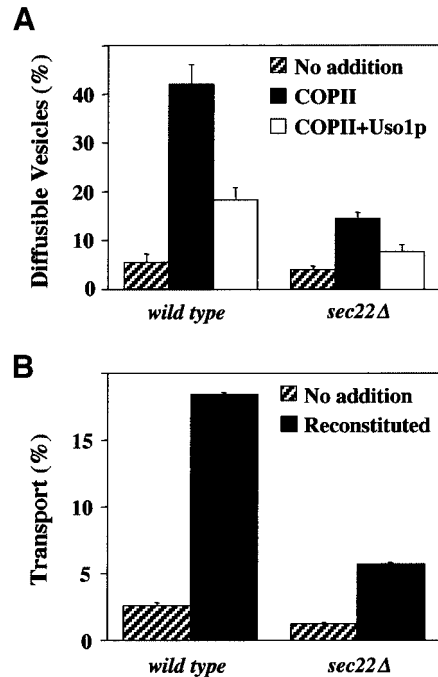 A
Diffusible Vesicles (%)
40
30
20
10
0
No addition
COPII
COPII+Uso1p
wild type
sec22Δ
B
Transport (%)
15
10
5
0
No addition
Reconstituted
wild type
sec22Δ